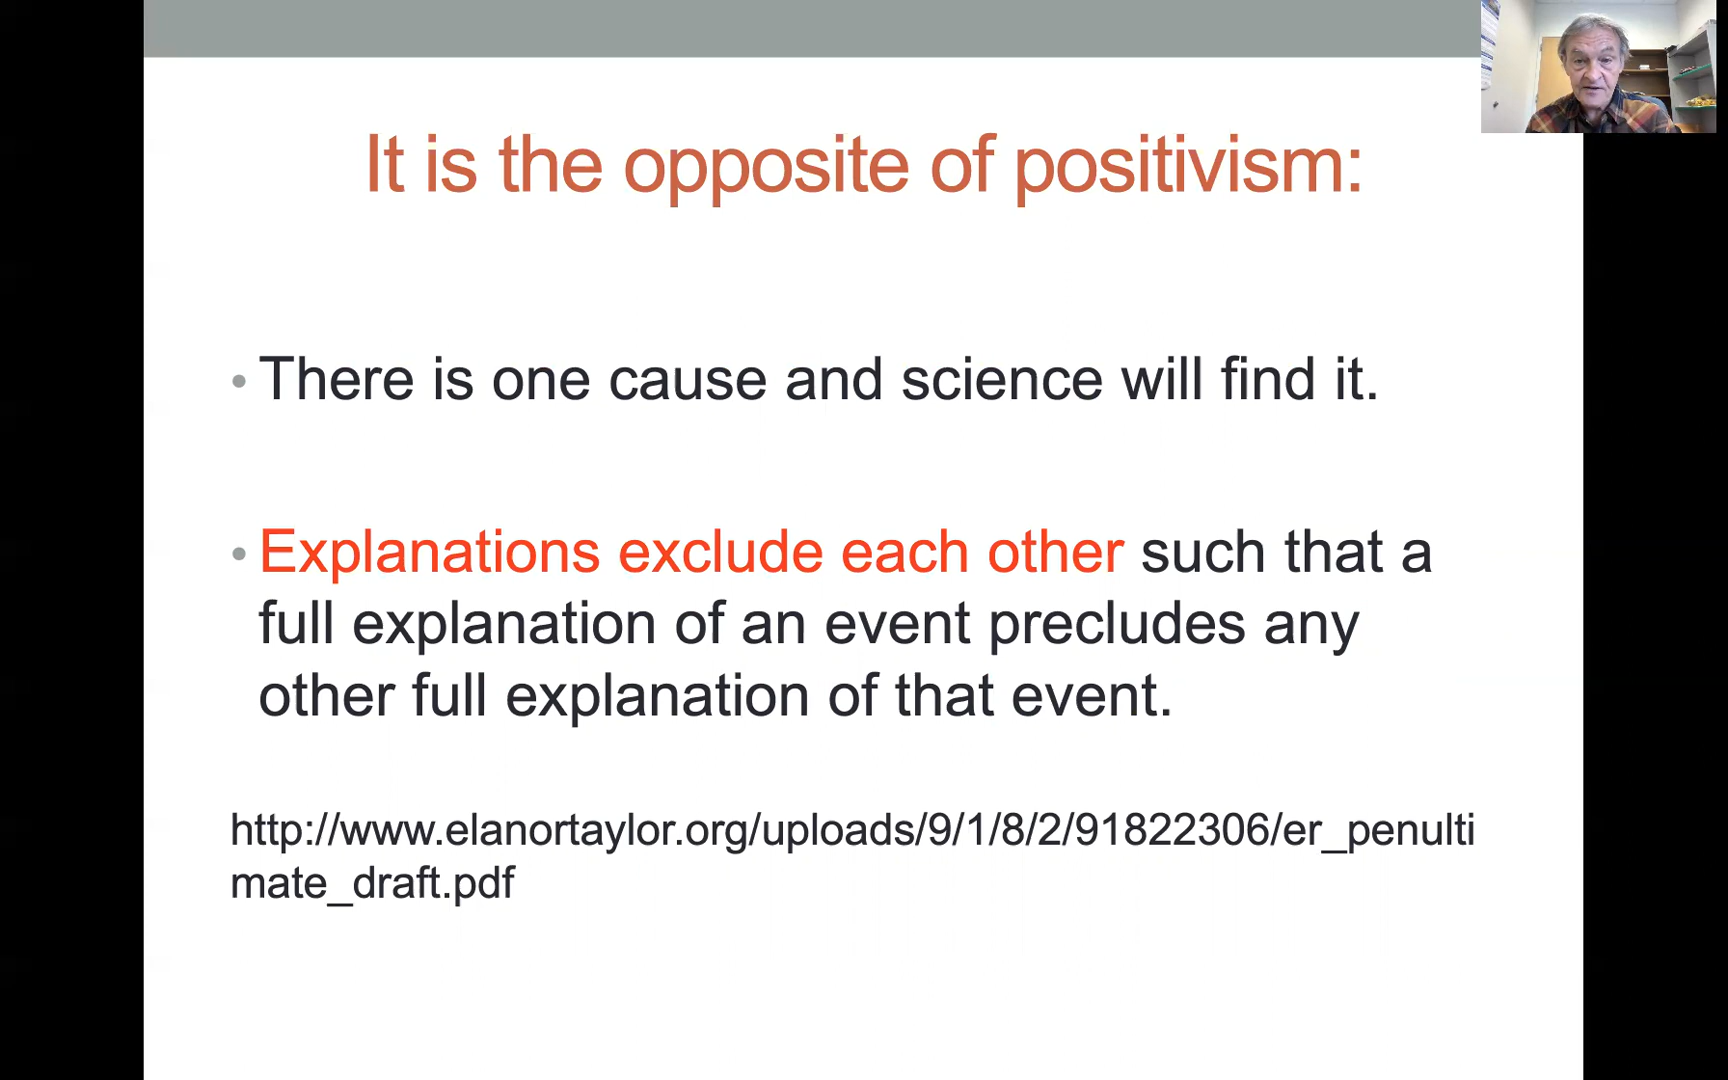 It is the opposite of positivism:
• There is one cause and science will find it.
• Explanations exclude each other such that a
full explanation of an event precludes any
other full explanation of that event.
http://www.elanortaylor.org/uploads/9/1/8/2/91822306/er_penulti
mate_draft.pdf